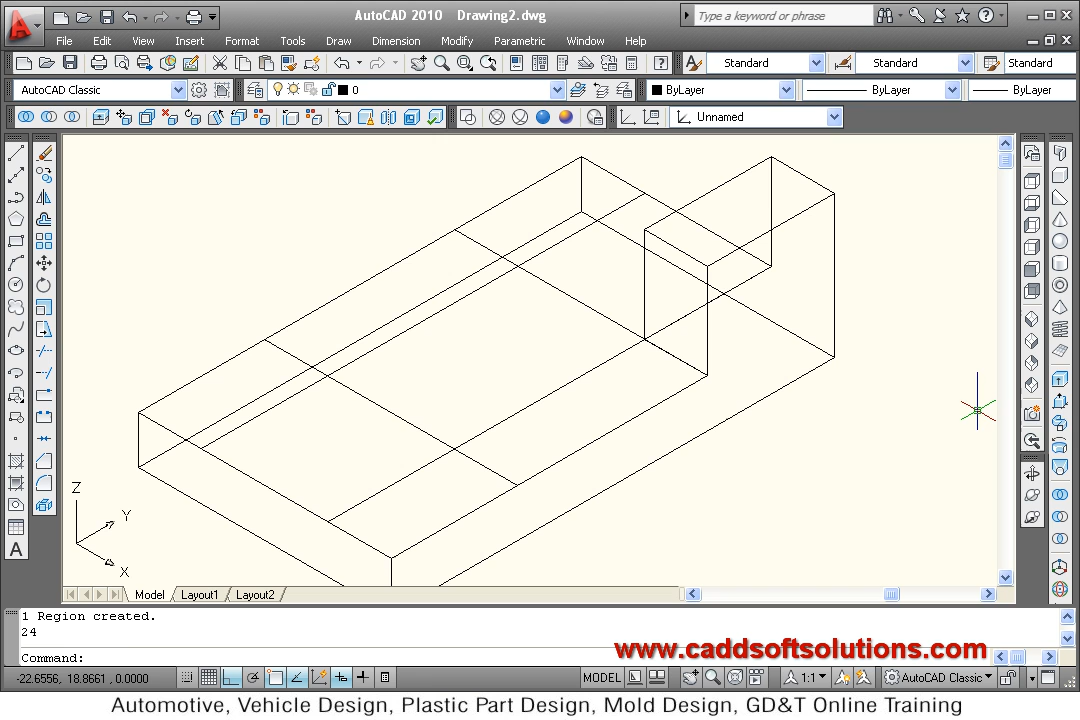 AutoCAD 2010 Drawing2.dwg
Type a keyword or phrase
File Edit View Insert Format Tools Draw Dimension Modify Parametric Window Help
Standard Standard Standard
AutoCAD Classic 0 ByLayer ByLayer ByLayer
Unnamed
Z
Y
X
A
Model Layout1 Layout2
1 Region created.
24
Command:
www.caddsoftsolutions.com
-22.6556, 18.8661, 0.0000 MODEL 1:1 AutoCAD Classic
Automotive, Vehicle Design, Plastic Part Design, Mold Design, GD&T Online Training